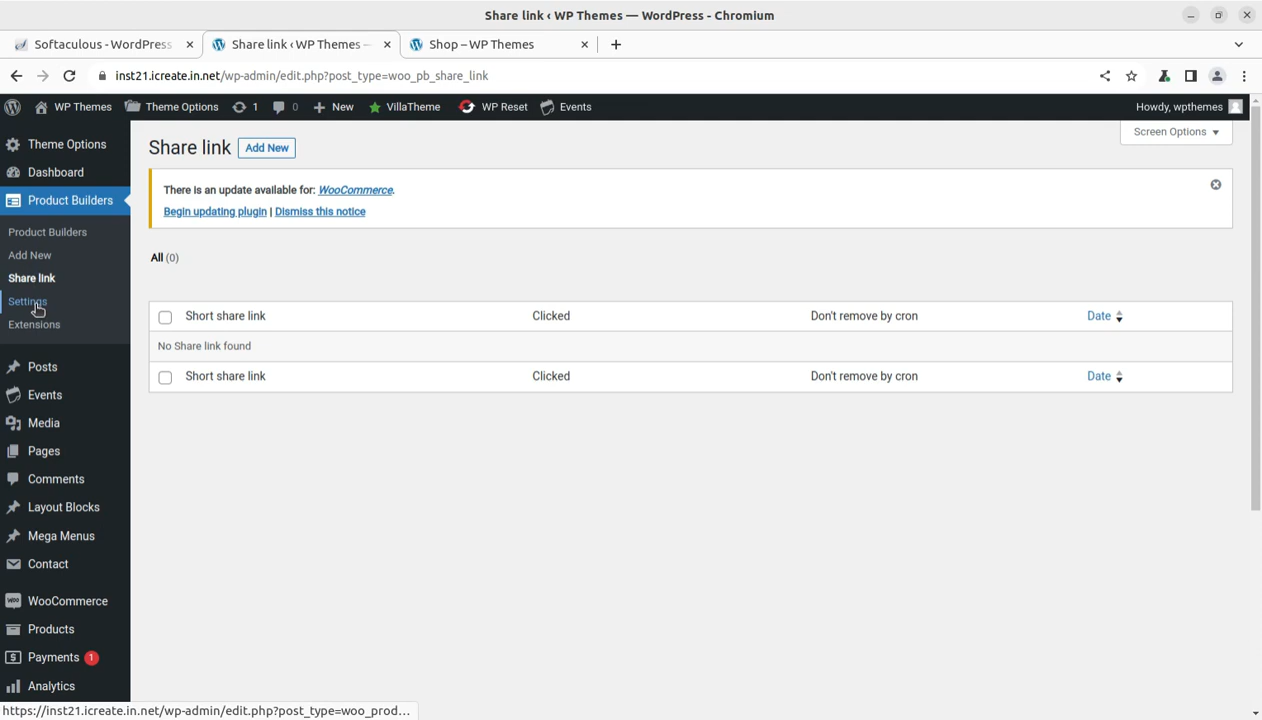 Share link ‹ WP Themes — WordPress - Chromium
Softaculous - WordPress
Share link ‹ WP Themes –
Shop – WP Themes
inst21.icreate.in.net/wp-admin/edit.php?post_type=woo_pb_share_link
WP Themes
Theme Options
1
0
New
VillaTheme
WP Reset
Events
Howdy, wpthemes
Theme Options
Dashboard
Product Builders
Product Builders
Add New
Share link
Settings
Extensions
Posts
Events
Media
Pages
Comments
Layout Blocks
Mega Menus
Contact
WooCommerce
Products
Payments 1
Analytics
Screen Options
Share link Add New
There is an update available for: WooCommerce.
Begin updating plugin | Dismiss this notice
All (0)
Short share link Clicked Don't remove by cron Date
No Share link found
Short share link Clicked Don't remove by cron Date
https://inst21.icreate.in.net/wp-admin/edit.php?post_type=woo_prod...